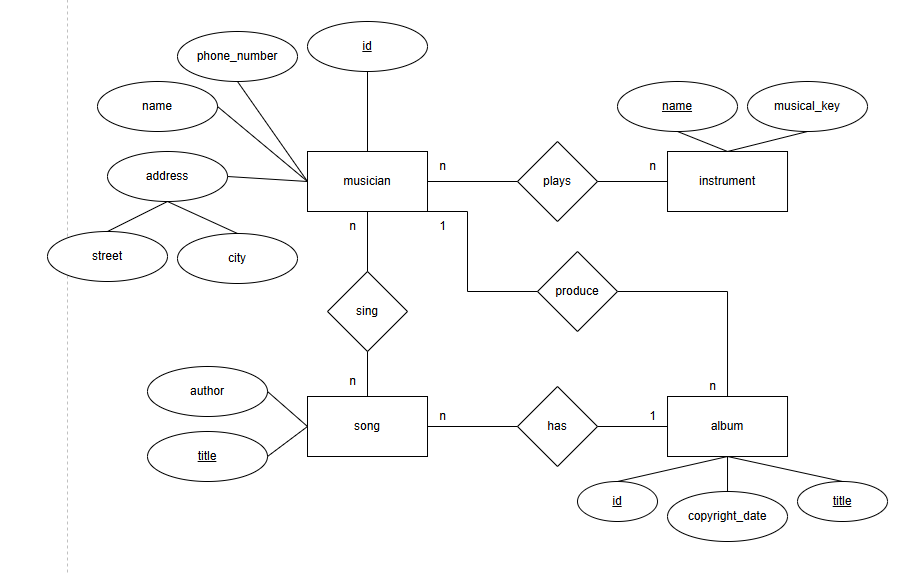 id
phone_number
name
name
musical_key
address
musician
n
plays
n
instrument
n
1
street
city
produce
sing
n
n
author
n
1
song
has
album
title
id
copyright_date
title